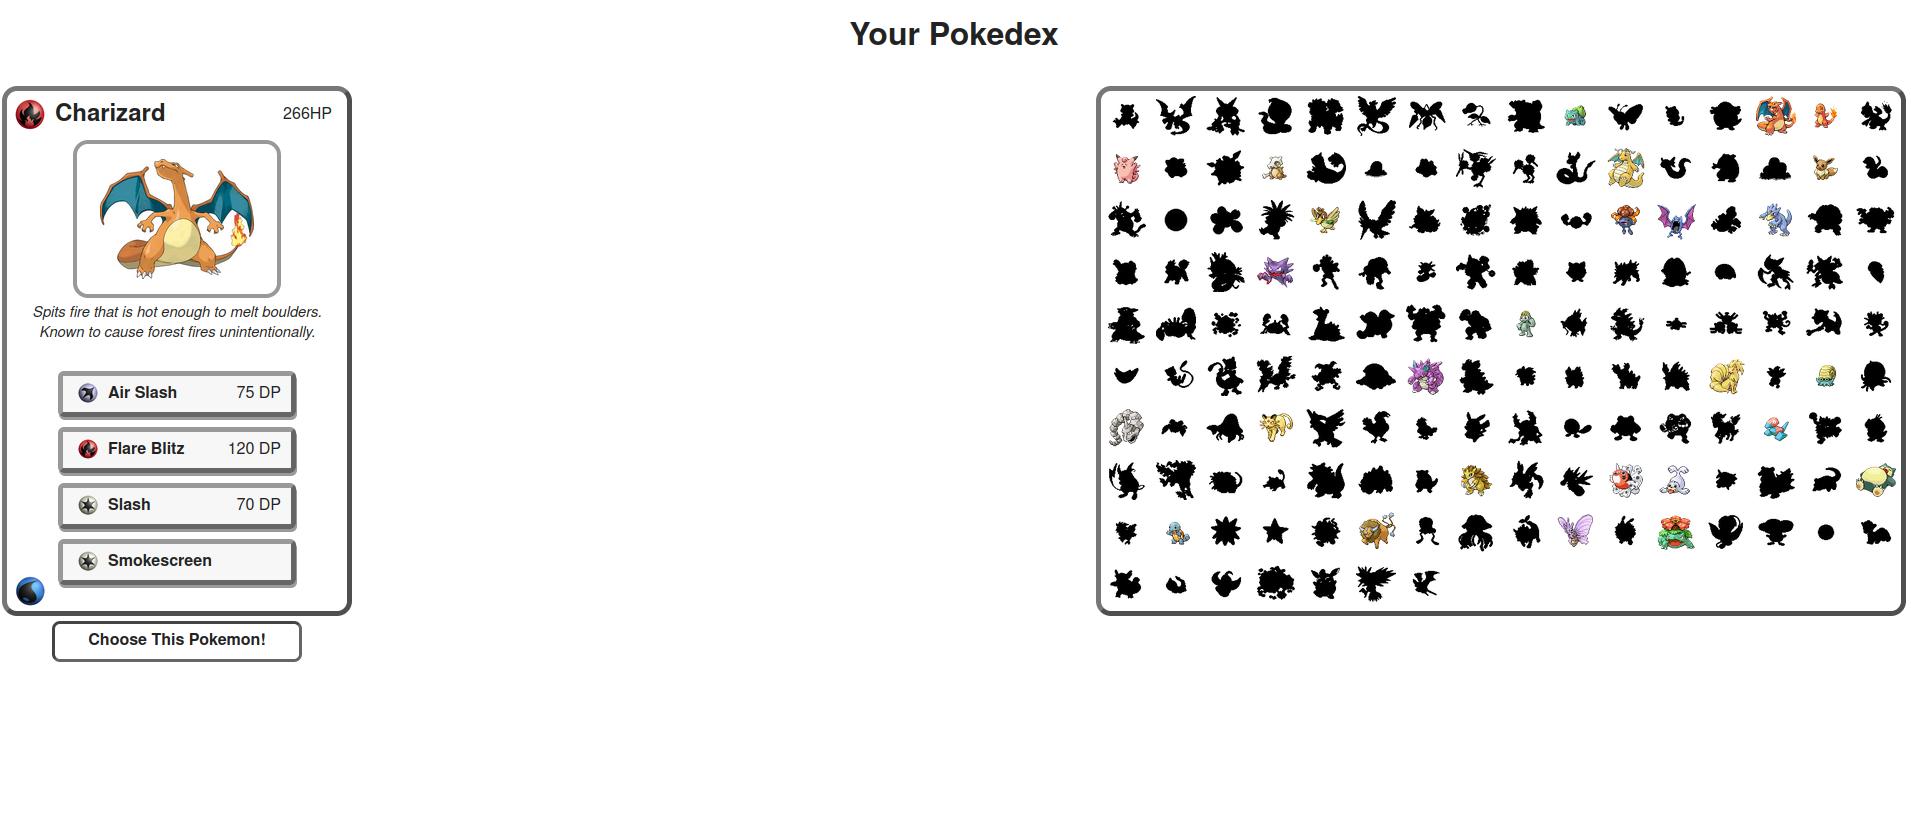 Your Pokedex
Charizard 266HP
Spits fire that is hot enough to melt boulders.
Known to cause forest fires unintentionally.
Air Slash 75 DP
Flare Blitz 120 DP
Slash 70 DP
Smokescreen
Choose This Pokemon!